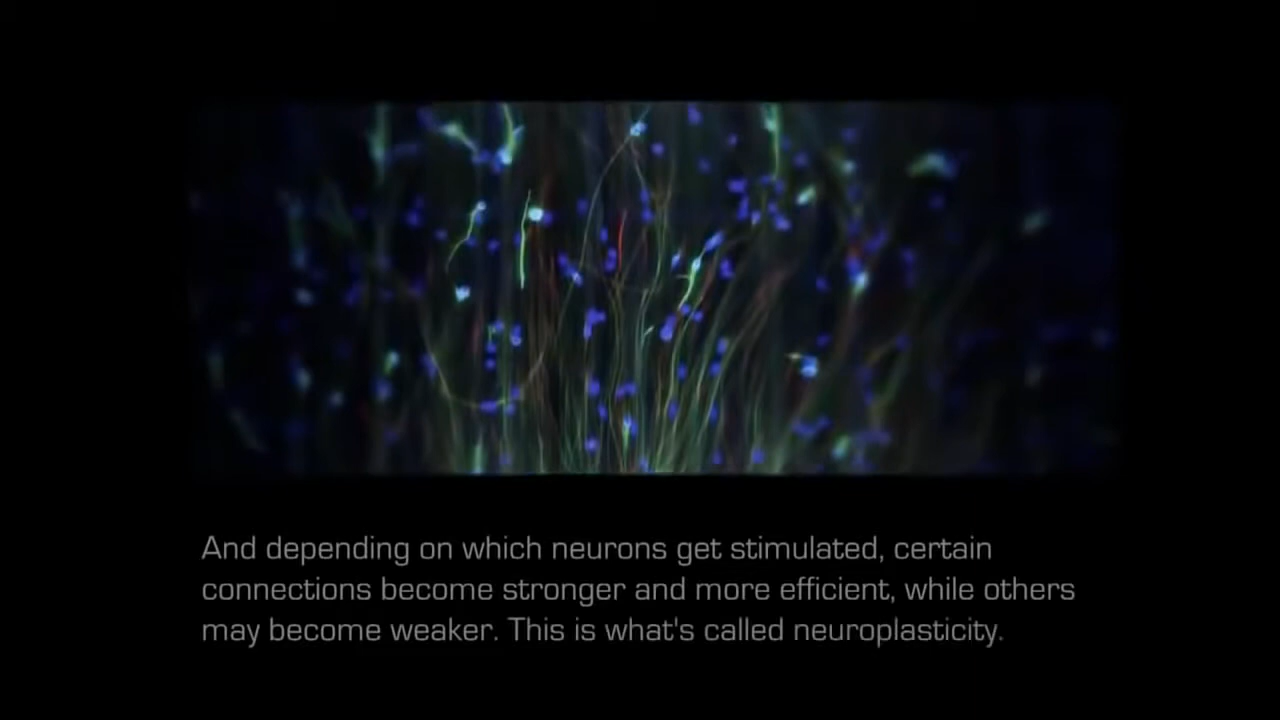 And depending on which neurons get stimulated, certain
connections become stronger and more efficient, while others
may become weaker. This is what's called neuroplasticity.